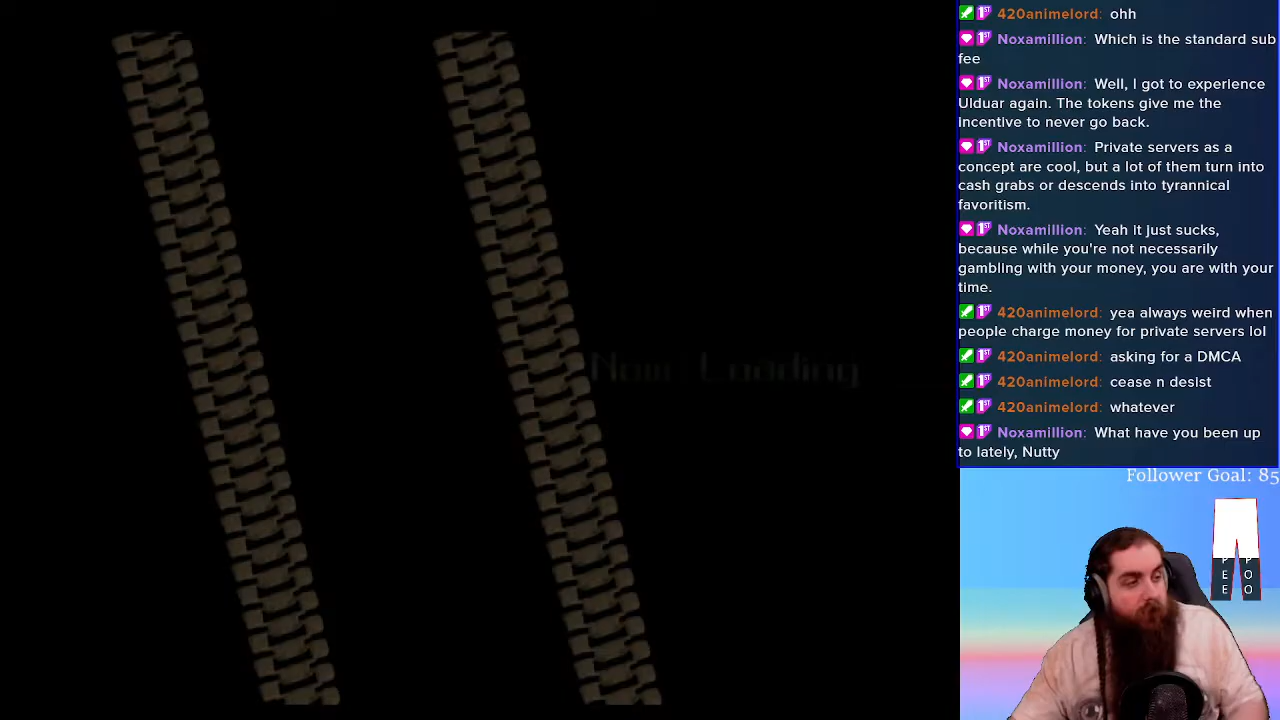 420animelord: ohh
Noxamillion: Which is the standard sub
fee
Noxamillion: Well, I got to experience
Ulduar again. The tokens give me the
incentive to never go back.
Noxamillion: Private servers as a
concept are cool, but a lot of them turn into
cash grabs or descends into tyrannical
favoritism.
Noxamillion: Yeah it just sucks,
because while you're not necessarily
gambling with your money, you are with your
time.
420animelord: yea always weird when
people charge money for private servers lol
420animelord: asking for a DMCA
420animelord: cease n desist
420animelord: whatever
Noxamillion: What have you been up
to lately, Nutty
Now Loading
Follower Goal: 85
PEE
POO